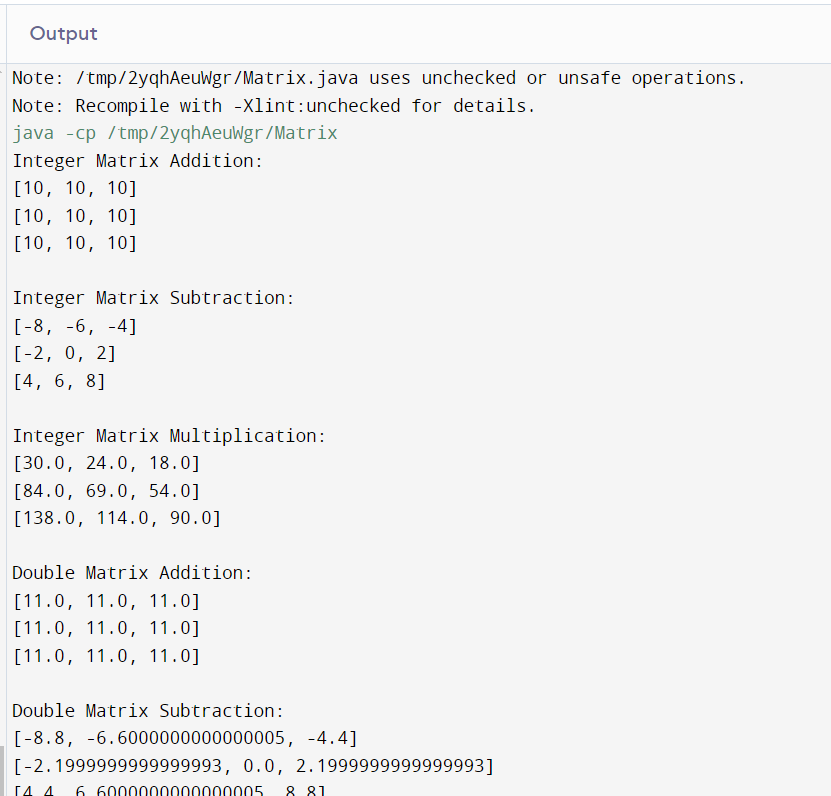 Output
Note: /tmp/2yqhAeuWgr/Matrix.java uses unchecked or unsafe operations.
Note: Recompile with -Xlint:unchecked for details.
java -cp /tmp/2yqhAeuWgr/Matrix
Integer Matrix Addition:
[10, 10, 10]
[10, 10, 10]
[10, 10, 10]
Integer Matrix Subtraction:
[-8, -6, -4]
[-2, 0, 2]
[4, 6, 8]
Integer Matrix Multiplication:
[30.0, 24.0, 18.0]
[84.0, 69.0, 54.0]
[138.0, 114.0, 90.0]
Double Matrix Addition:
[11.0, 11.0, 11.0]
[11.0, 11.0, 11.0]
[11.0, 11.0, 11.0]
Double Matrix Subtraction:
[-8.8, -6.6000000000000005, -4.4]
[-2.1999999999999993, 0.0, 2.1999999999999993]
[4.4, 6.6000000000000005, 8.8]